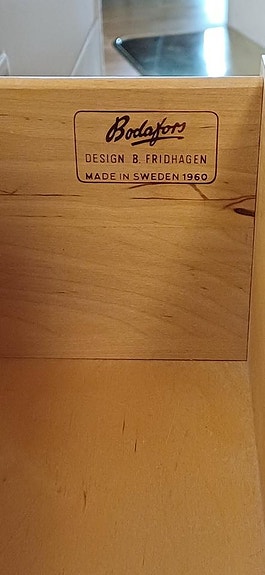 Bodafors
DESIGN B. FRIDHAGEN
MADE IN SWEDEN 1960